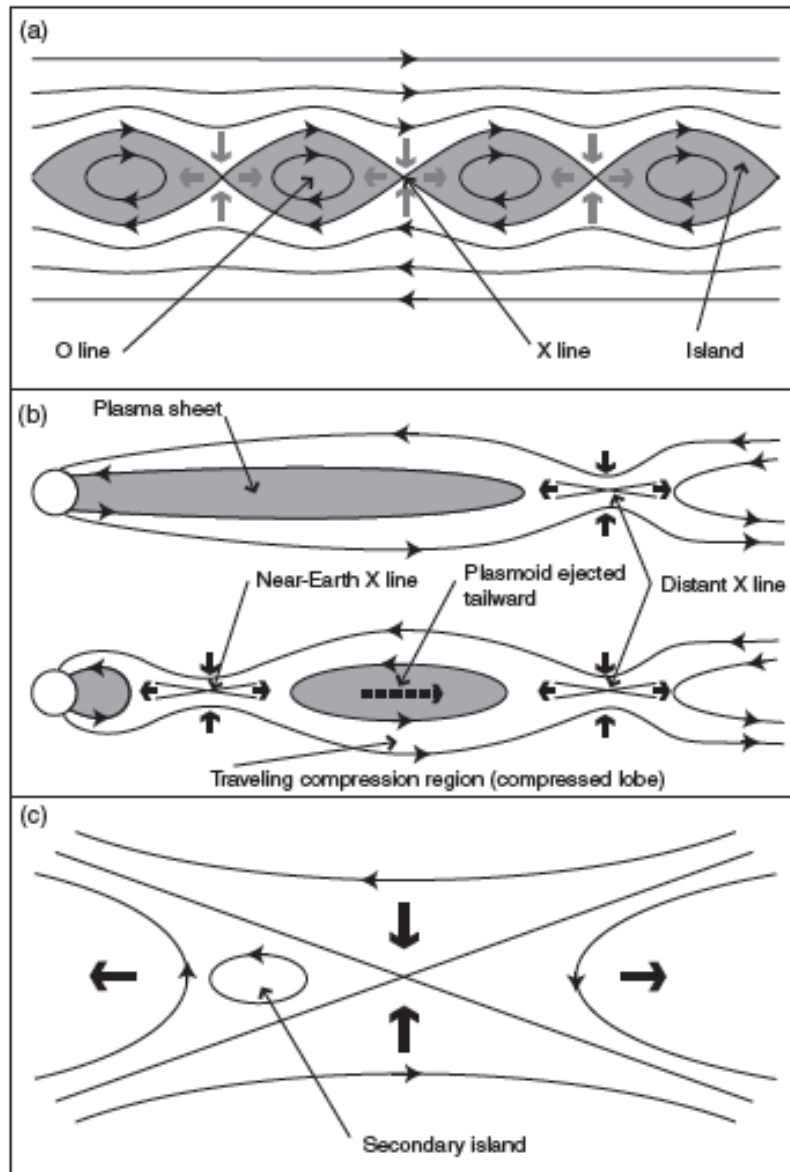 (a)
O line
X line
Island
(b)
Plasma sheet
Near-Earth X line
Plasmoid ejected
tailward
Distant X line
Traveling compression region (compressed lobe)
(c)
Secondary island